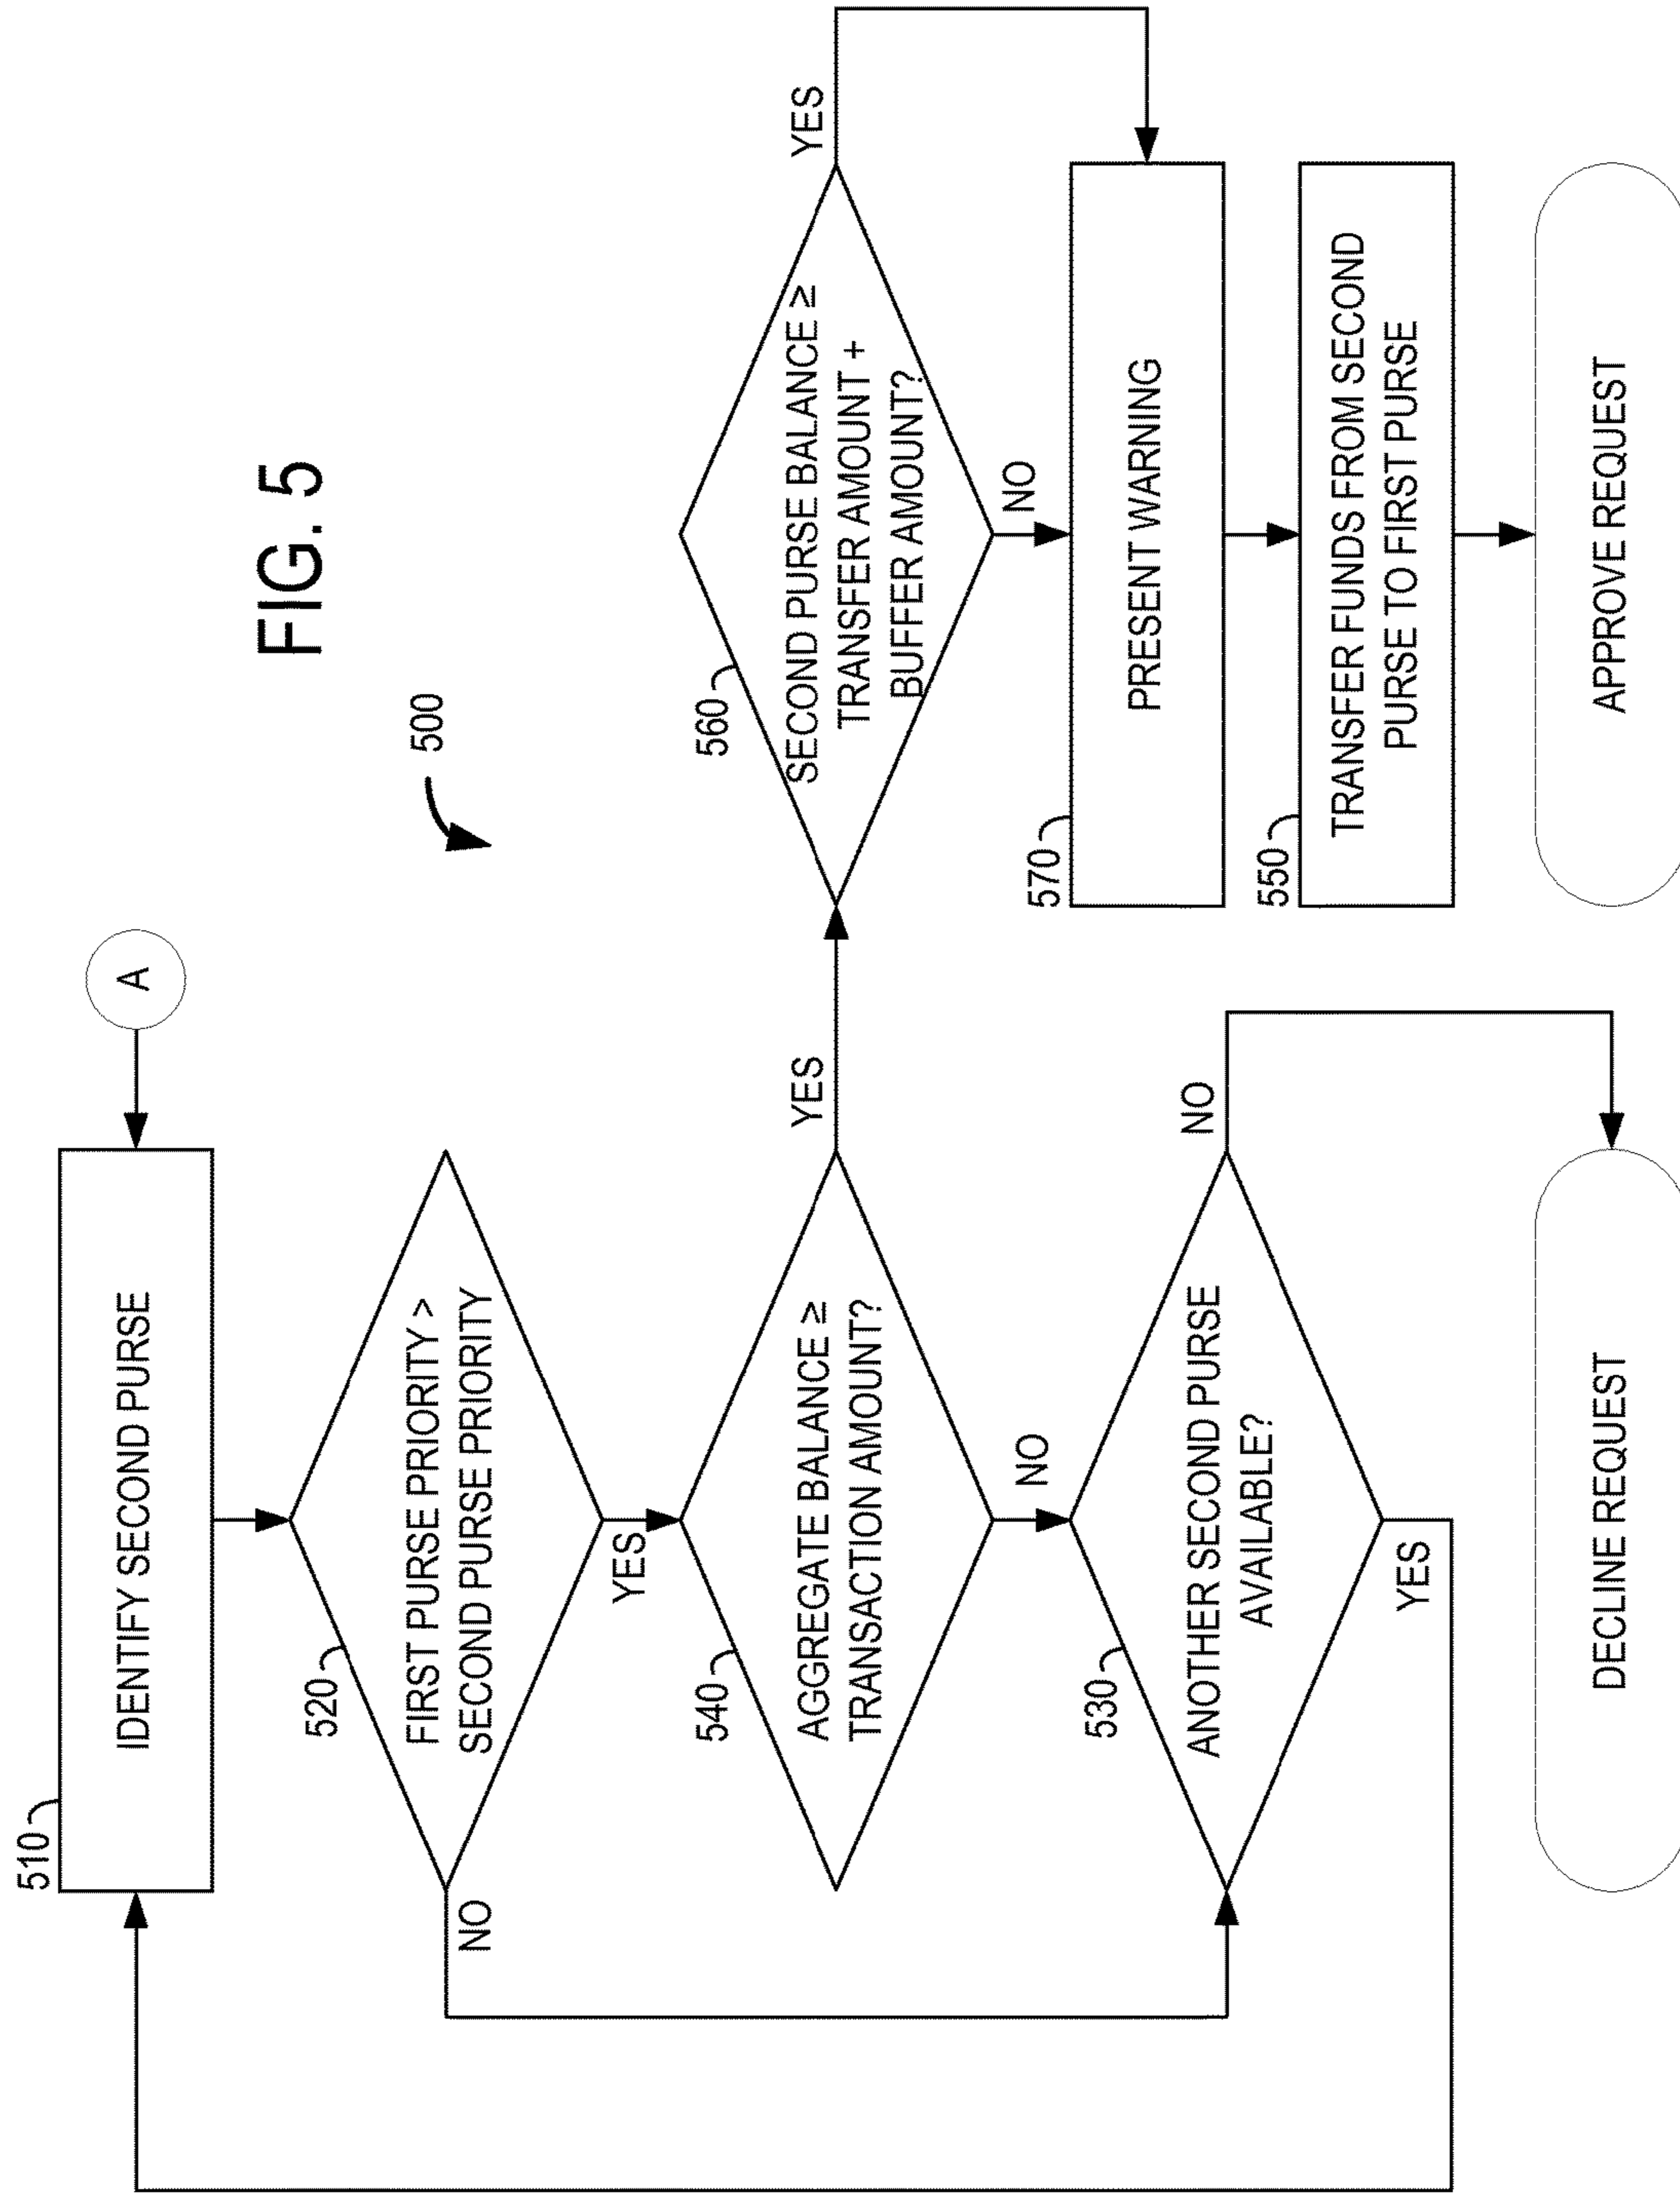 FIG. 5
500
A
510
IDENTIFY SECOND PURSE
520
FIRST PURSE PRIORITY >
SECOND PURSE PRIORITY
NO
YES
540
AGGREGATE BALANCE ≥
TRANSACTION AMOUNT?
YES
NO
530
ANOTHER SECOND PURSE
AVAILABLE?
NO
YES
DECLINE REQUEST
560
SECOND PURSE BALANCE ≥
TRANSFER AMOUNT +
BUFFER AMOUNT?
YES
NO
570
PRESENT WARNING
550
TRANSFER FUNDS FROM SECOND
PURSE TO FIRST PURSE
APPROVE REQUEST